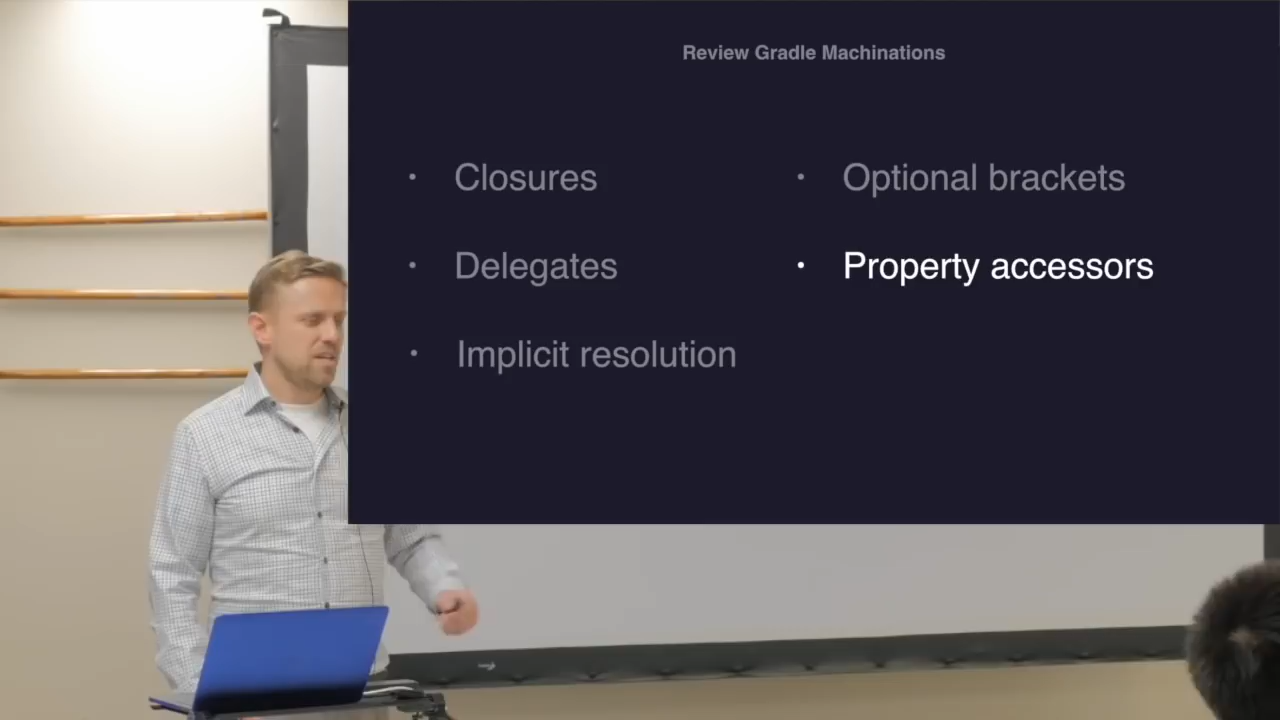 Review Gradle Machinations
• Closures
• Delegates
• Implicit resolution
• Optional brackets
• Property accessors